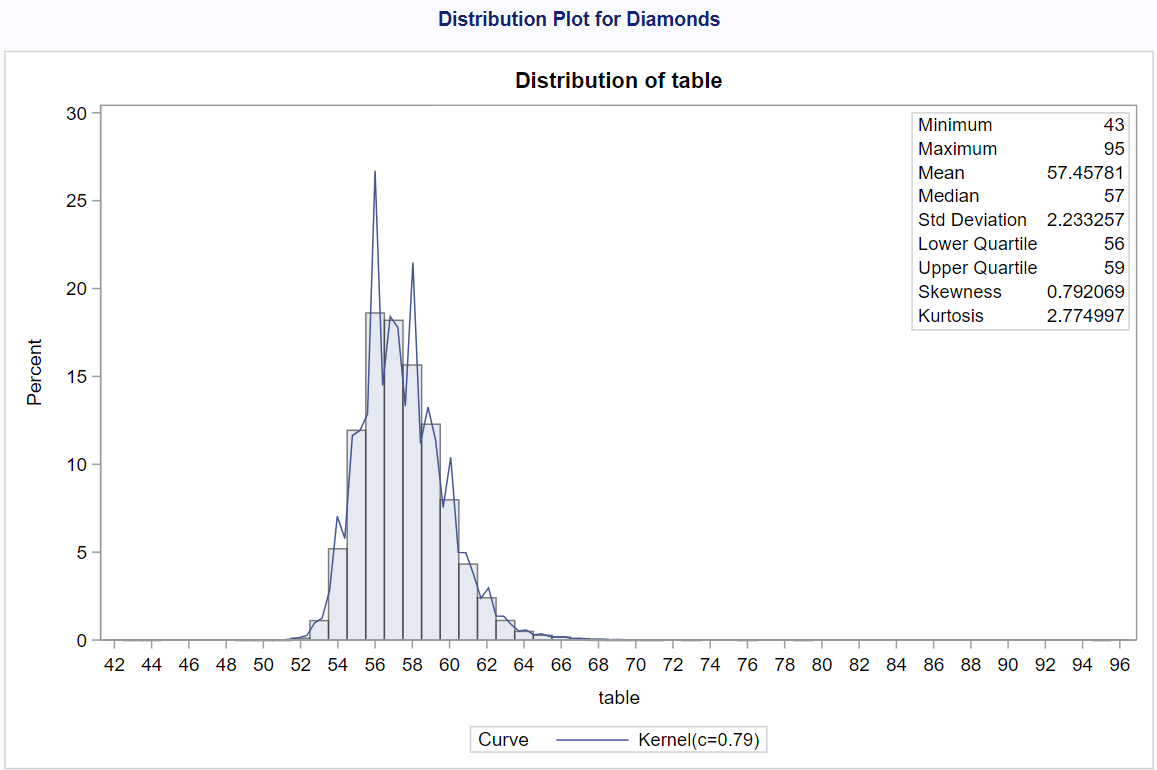 Distribution Plot for Diamonds
Distribution of table
30
25
20
15
10
5
0
Percent
Minimum 43
Maximum 95
Mean 57.45781
Median 57
Std Deviation 2.233257
Lower Quartile 56
Upper Quartile 59
Skewness 0.792069
Kurtosis 2.774997
42 44 46 48 50 52 54 56 58 60 62 64 66 68 70 72 74 76 78 80 82 84 86 88 90 92 94 96
table
Curve Kernel(c=0.79)